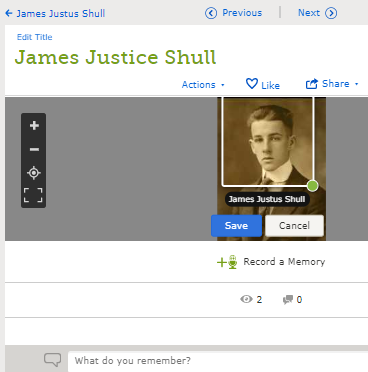 James Justus Shull
Previous
Next
Edit Title
James Justice Shull
Actions
Like
Share
James Justus Shull
Save
Cancel
Record a Memory
2
0
What do you remember?